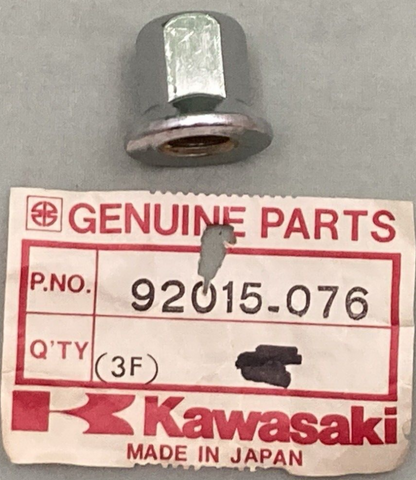 GENUINE PARTS
P.NO. 92015-076
Q'TY (3F)
Kawasaki
MADE IN JAPAN